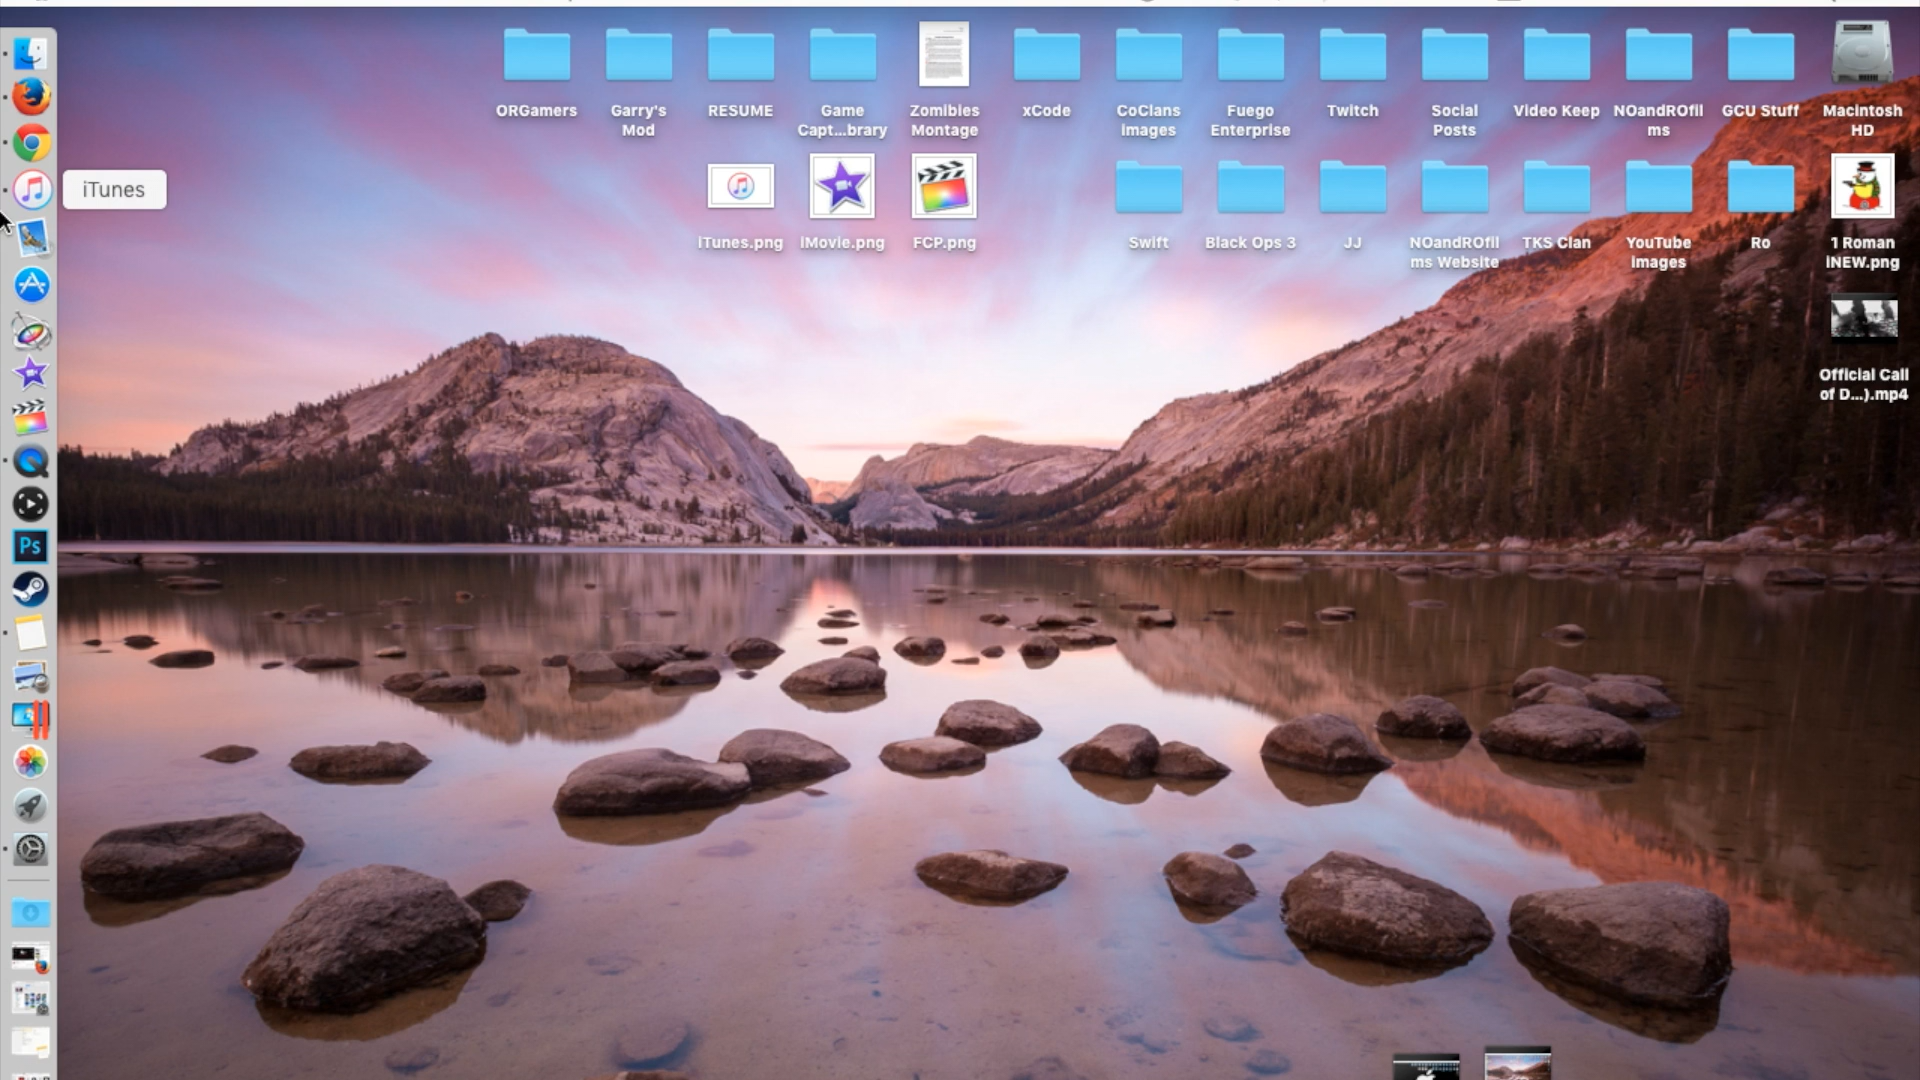 ORGamers
Garry's
Mod
RESUME
Game
Capt...brary
Zomibles
Montage
xCode
CoClans
Images
Fuego
Enterprise
Twitch
Social
Posts
Video Keep
NOandROfil
ms
GCU Stuff
Macintosh
HD
iTunes
iTunes.png
iMovie.png
FCP.png
Swift
Black Ops 3
JJ
NOandROfil
ms Website
TKS Clan
YouTube
Images
Ro
1 Roman
iNEW.png
Official Call
of D...).mp4
Ps